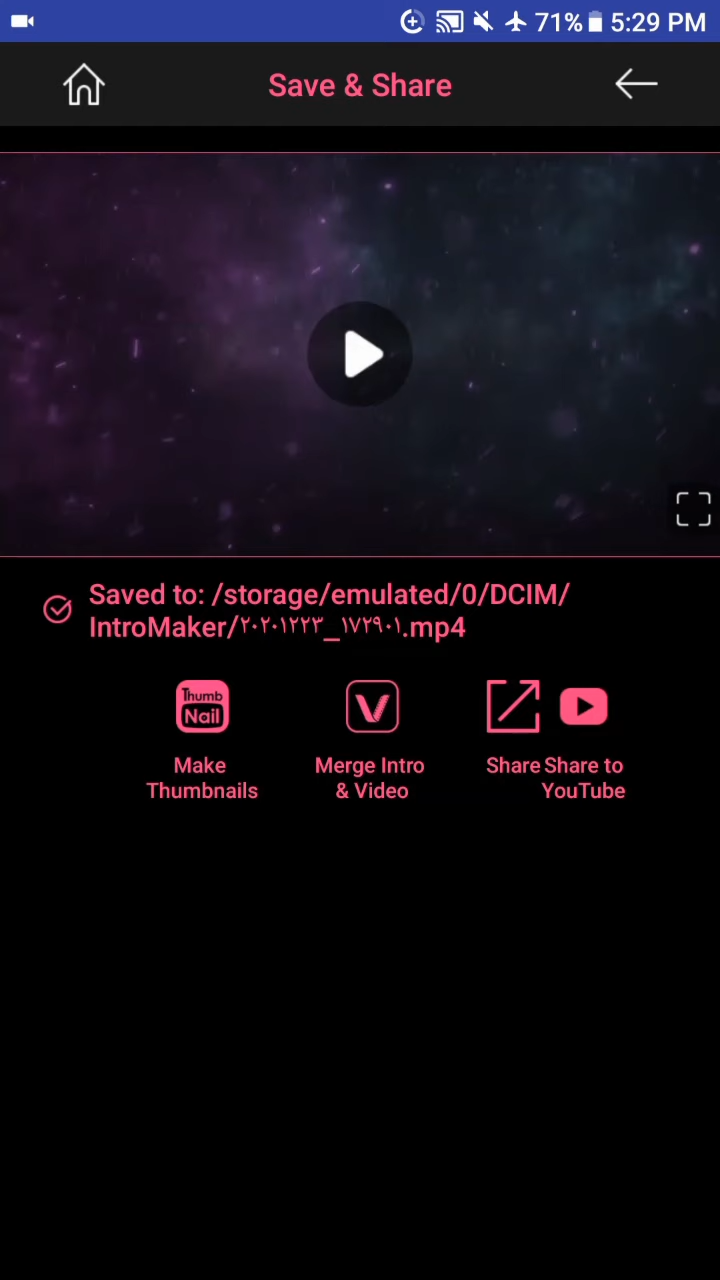 71% 5:29 PM
Save & Share
Saved to: /storage/emulated/0/DCIM/
IntroMaker/۲۰۲۰۱۲۲۳_۱۷۲۹۰۱.mp4
Thumb
Nail
Make
Thumbnails
Merge Intro
& Video
Share
Share to
YouTube